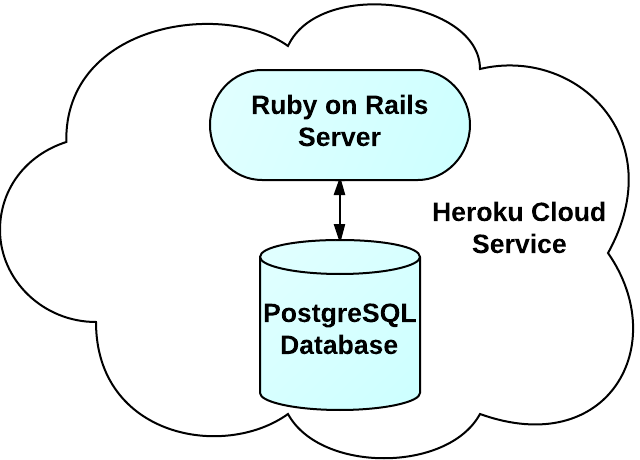 Ruby on Rails
Server
Heroku Cloud
Service
PostgreSQL
Database